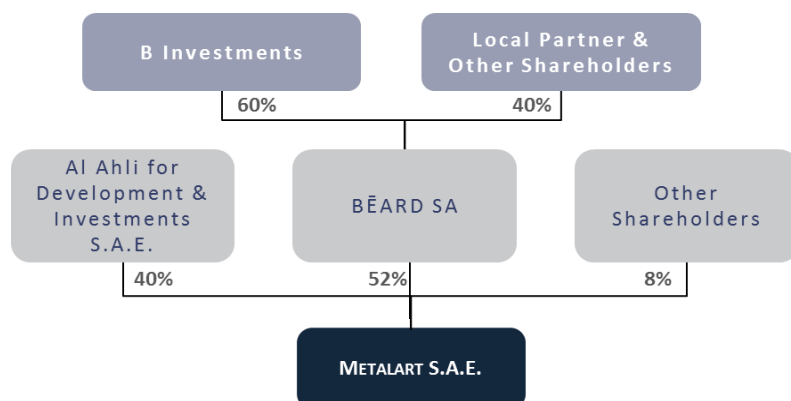 B Investments
Local Partner &
Other Shareholders
60%
40%
Al Ahli for
Development &
Investments
S.A.E.
BĒARD SA
Other
Shareholders
40%
52%
8%
METALART S.A.E.